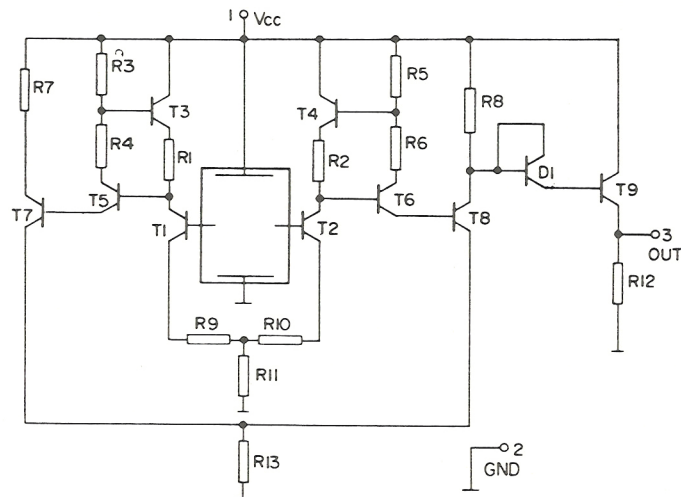 1 Vcc
R7
R3
R5
R8
T3
T4
R4
R1
R2
R6
D1
T7
T5
T1
T2
T6
T8
T9
3
OUT
R12
R9
R10
R11
R13
2
GND